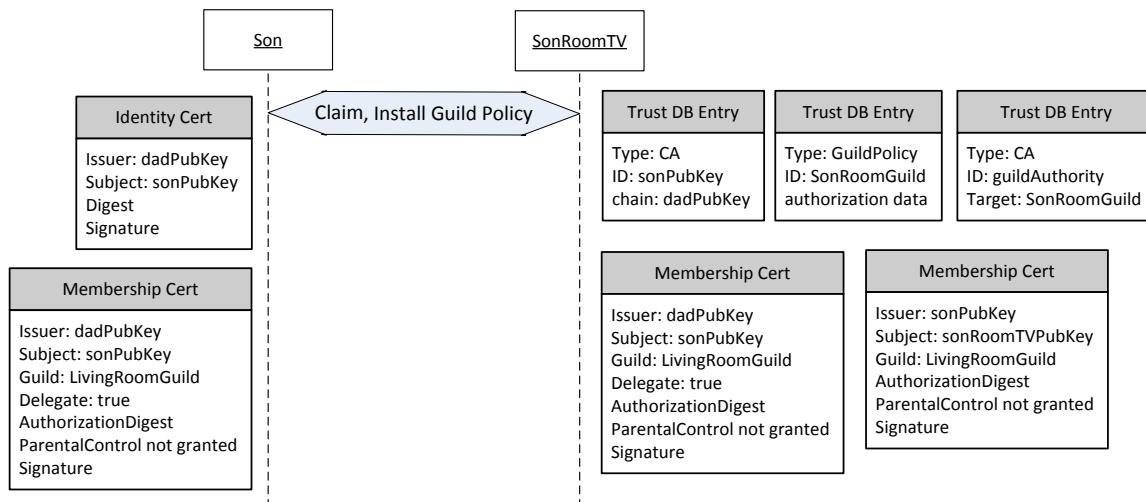 Son
SonRoomTV
Claim, Install Guild Policy
Identity Cert
Issuer: dadPubKey
Subject: sonPubKey
Digest
Signature
Trust DB Entry
Type: CA
ID: sonPubKey
chain: dadPubKey
Trust DB Entry
Type: GuildPolicy
ID: SonRoomGuild
authorization data
Trust DB Entry
Type: CA
ID: guildAuthority
Target: SonRoomGuild
Membership Cert
Issuer: dadPubKey
Subject: sonPubKey
Guild: LivingRoomGuild
Delegate: true
AuthorizationDigest
ParentalControl not granted
Signature
Membership Cert
Issuer: dadPubKey
Subject: sonPubKey
Guild: LivingRoomGuild
Delegate: true
AuthorizationDigest
ParentalControl not granted
Signature
Membership Cert
Issuer: sonPubKey
Subject: sonRoomTVPubKey
Guild: LivingRoomGuild
AuthorizationDigest
ParentalControl not granted
Signature